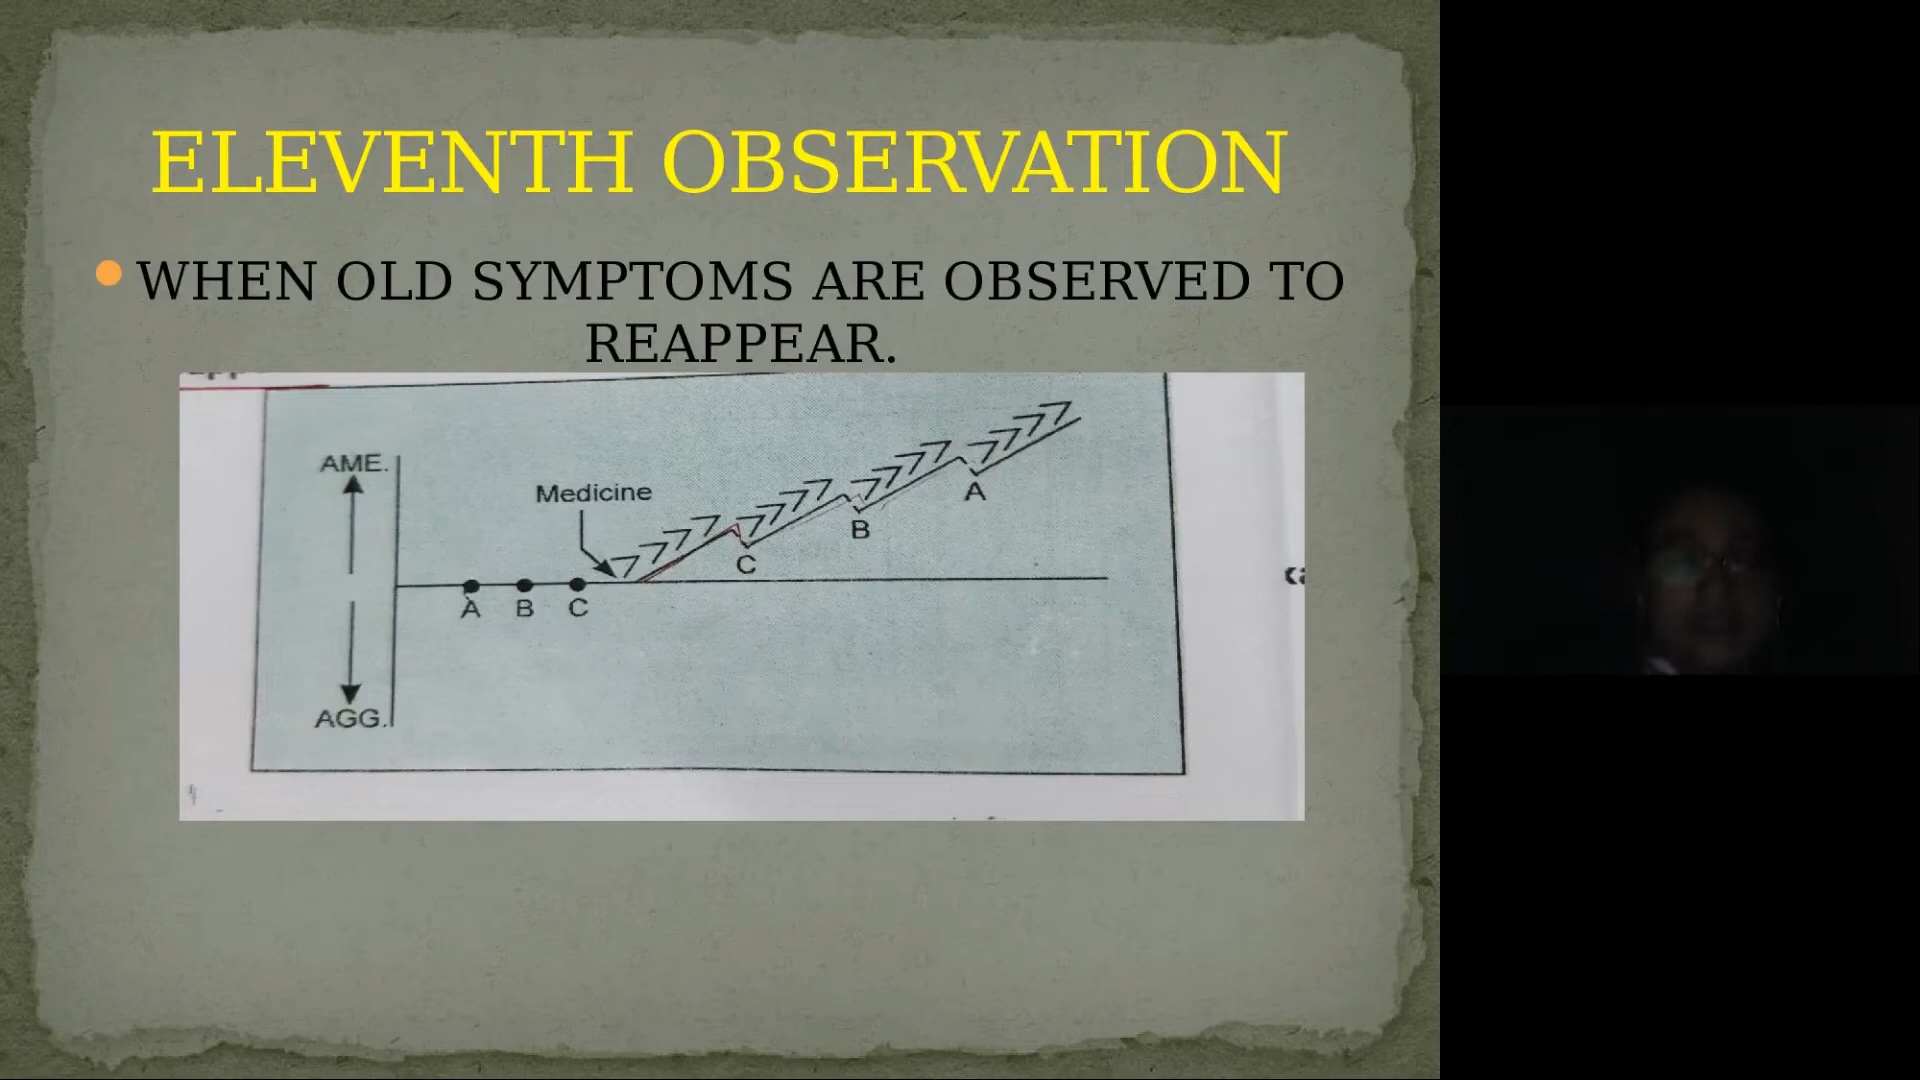 ELEVENTH OBSERVATION
WHEN OLD SYMPTOMS ARE OBSERVED TO
REAPPEAR.
AME.
Medicine
A
B
C
A B C
AGG.